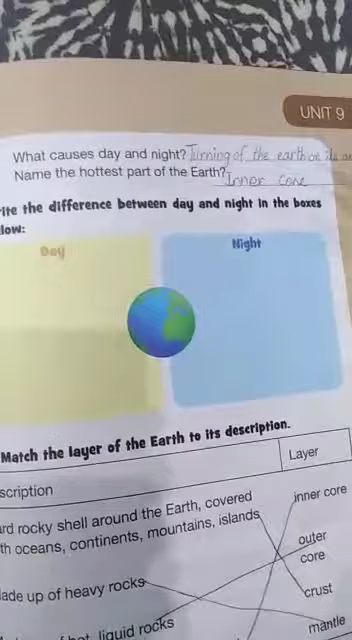 UNIT 9
What causes day and night? Turning of the earth on its
Name the hottest part of the Earth? Inner core
ite the difference between day and night in the boxes
low:
Day
Night
Match the layer of the Earth to its description.
scription
Layer
ard rocky shell around the Earth, covered
th oceans, continents, mountains, islands
inner core
outer
core
ade up of heavy rocks
crust
hot, liquid rocks
mantle